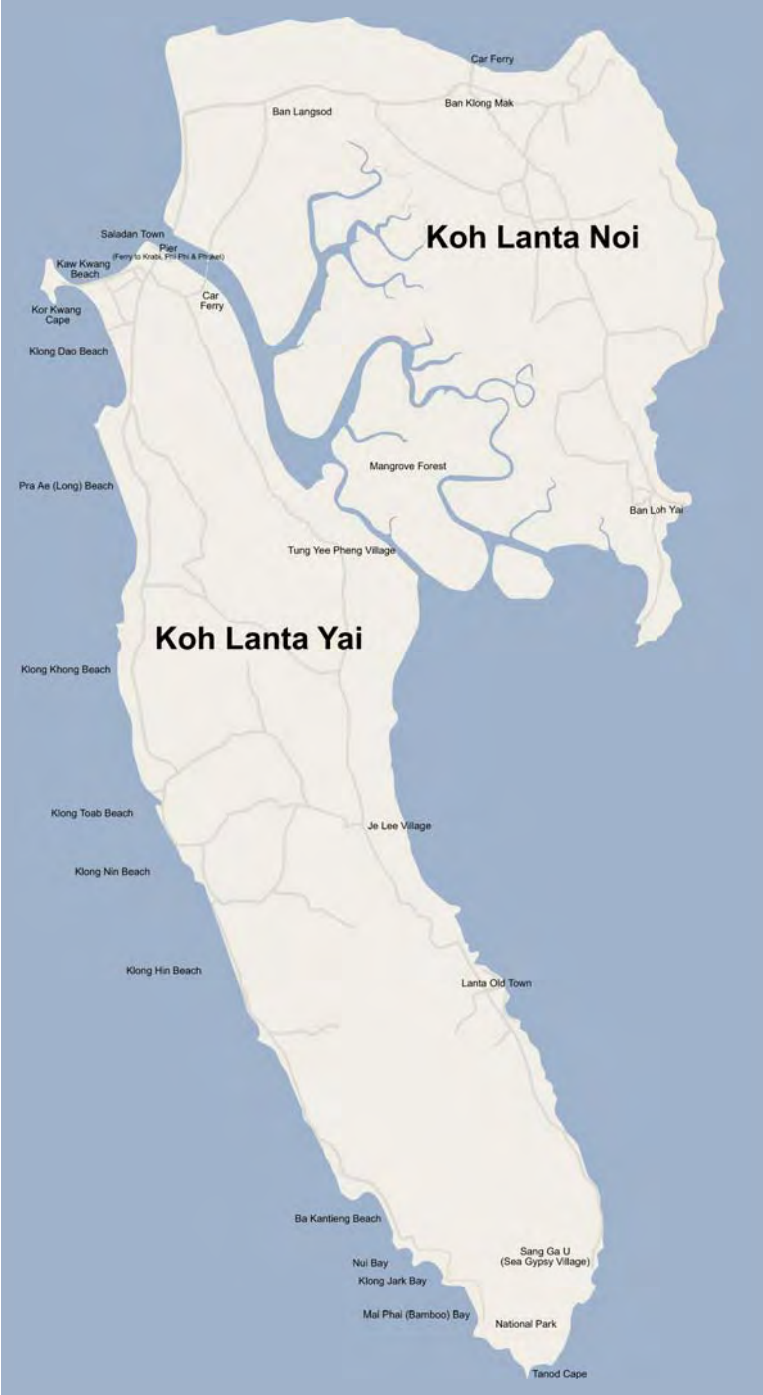 Car Ferry
Ban Klong Mak
Ban Langsod
Koh Lanta Noi
Saladan Town
Pier
(Ferry to Krabi, Phi Phi & Phuket)
Kaw Kwang
Beach
Car
Ferry
Kor Kwang
Cape
Klong Dao Beach
Mangrove Forest
Pra Ae (Long) Beach
Ban Loh Yai
Tung Yee Pheng Village
Koh Lanta Yai
Klong Khong Beach
Klong Toab Beach
Je Lee Village
Klong Nin Beach
Klong Hin Beach
Lanta Old Town
Ba Kantieng Beach
Sang Ga U
(Sea Gypsy Village)
Nui Bay
Klong Jark Bay
Mai Phai (Bamboo) Bay
National Park
Tanod Cape